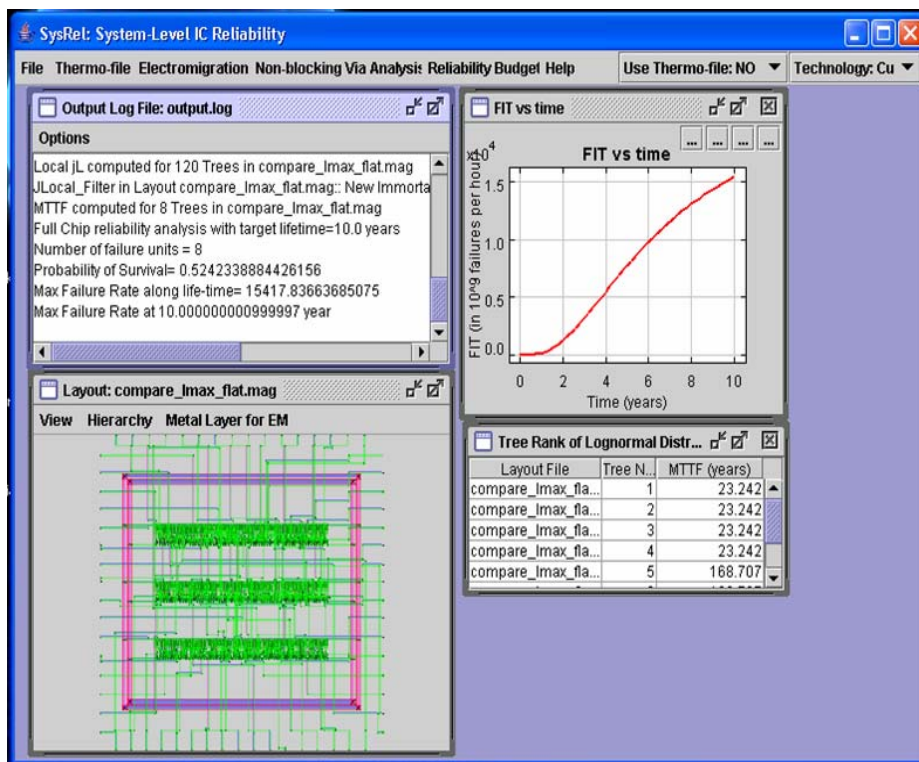 SysRel: System-Level IC Reliability
File Thermo-file Electromigration Non-blocking Via Analysis Reliability Budget Help Use Thermo-file: NO Technology: Cu
Output Log File: output.log
Options
Local jL computed for 120 Trees in compare_Imax_flat.mag
JLocal_Filter in Layout compare_Imax_flat.mag:: New Immorta
MTTF computed for 8 Trees in compare_Imax_flat.mag
Full Chip reliability analysis with target lifetime=10.0 years
Number of failure units = 8
Probability of Survival= 0.5242338884426156
Max Failure Rate along life-time= 15417.83663685075
Max Failure Rate at 10.000000000999997 year
FIT vs time
... ... ... ...
FIT vs time
x10^4
FIT (in 10^9 failures per hour)
1.5
1.0
0.5
0.0
0 2 4 6 8 10
Time (years)
Layout: compare_Imax_flat.mag
View Hierarchy Metal Layer for EM
Tree Rank of Lognormal Distr...
Layout File Tree N... MTTF (years)
compare_Imax_fla... 1 23.242
compare_Imax_fla... 2 23.242
compare_Imax_fla... 3 23.242
compare_Imax_fla... 4 23.242
compare_Imax_fla... 5 168.707